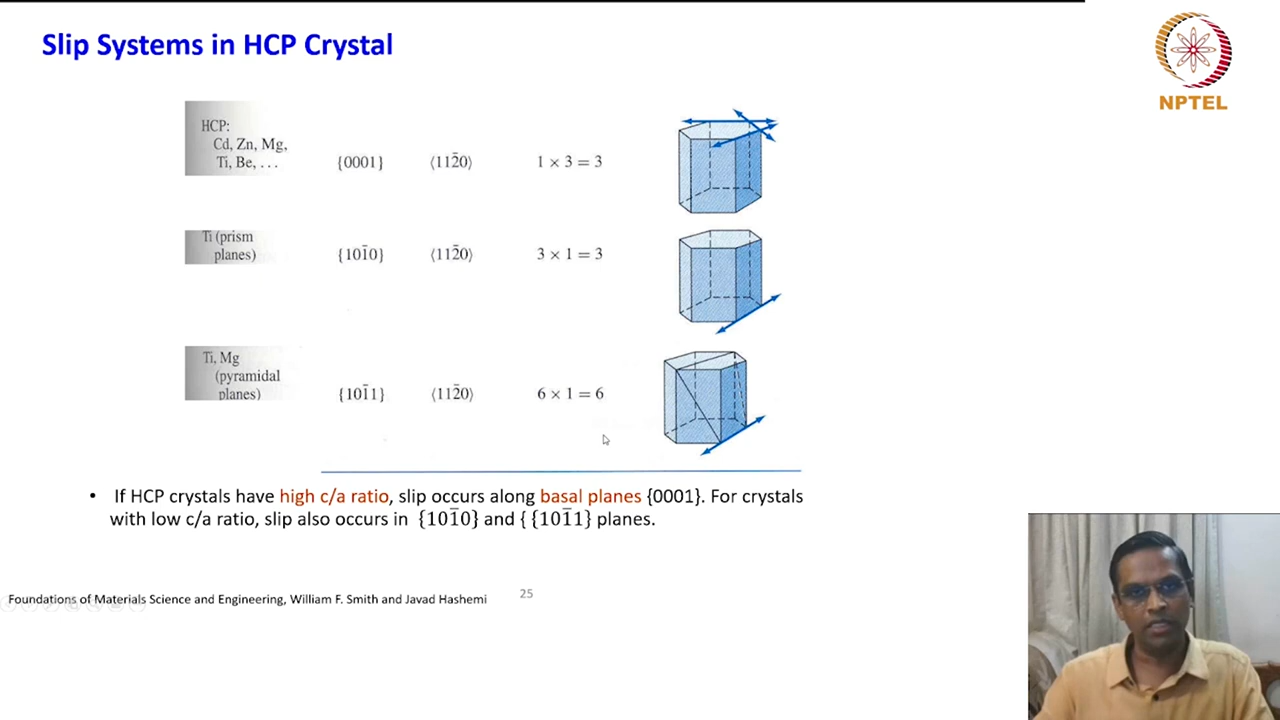 Slip Systems in HCP Crystal
NPTEL
HCP:
Cd, Zn, Mg,
Ti, Be, . . .
{0001}
⟨112̄0⟩
1 × 3 = 3
Ti (prism
planes)
{101̄0}
⟨112̄0⟩
3 × 1 = 3
Ti, Mg
(pyramidal
planes)
{101̄1}
⟨112̄0⟩
6 × 1 = 6
• If HCP crystals have high c/a ratio, slip occurs along basal planes {0001}. For crystals
with low c/a ratio, slip also occurs in {101̄0} and { {101̄1} planes.
Foundations of Materials Science and Engineering, William F. Smith and Javad Hashemi
25